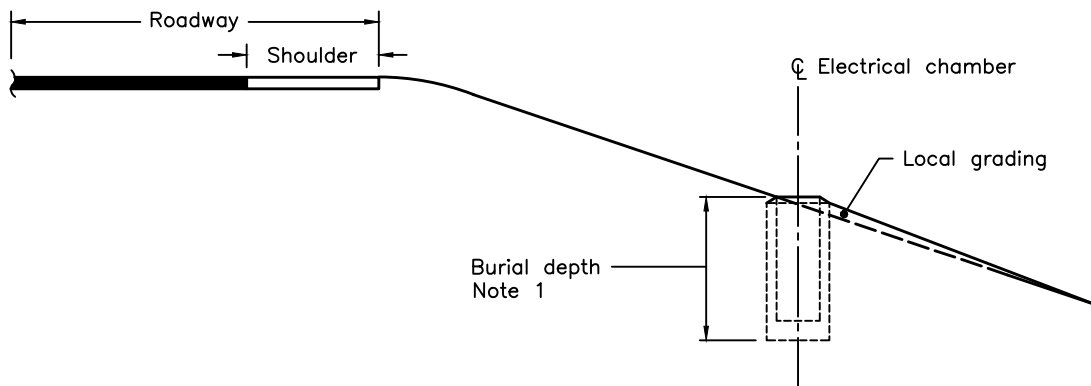 Roadway
Shoulder
℄ Electrical chamber
Local grading
Burial depth
Note 1